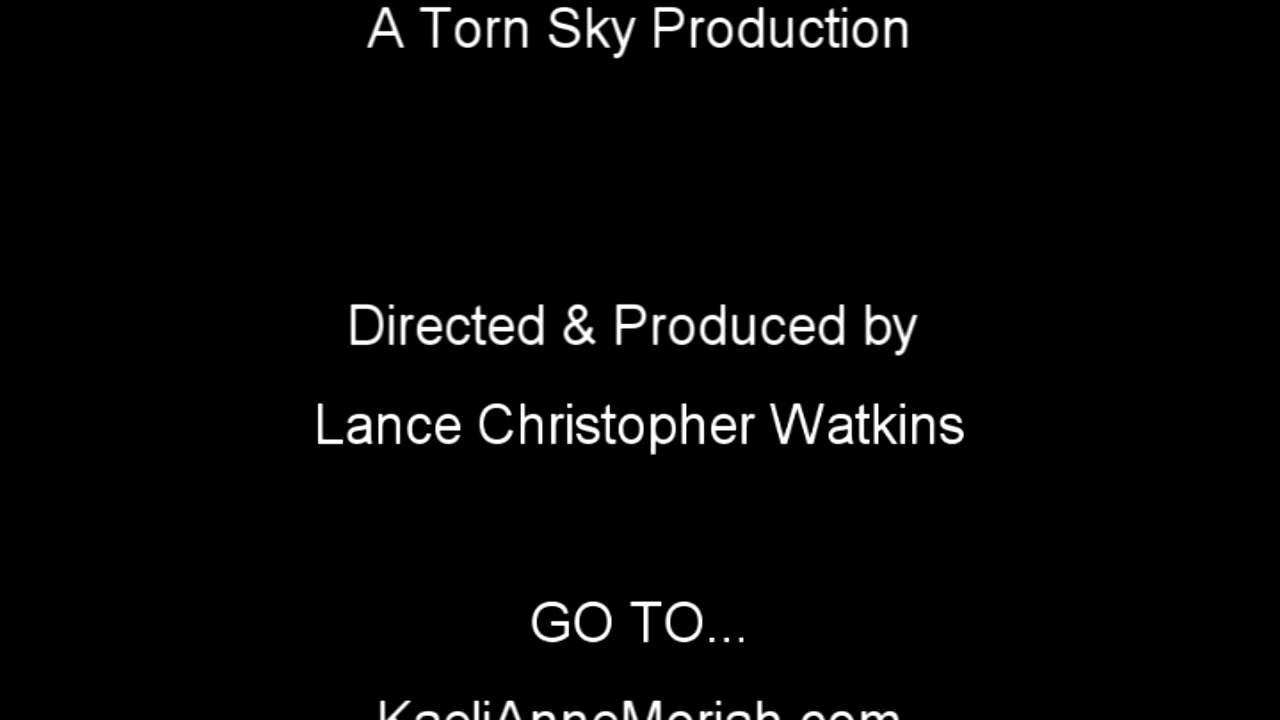 A Torn Sky Production
Directed & Produced by
Lance Christopher Watkins
GO TO...